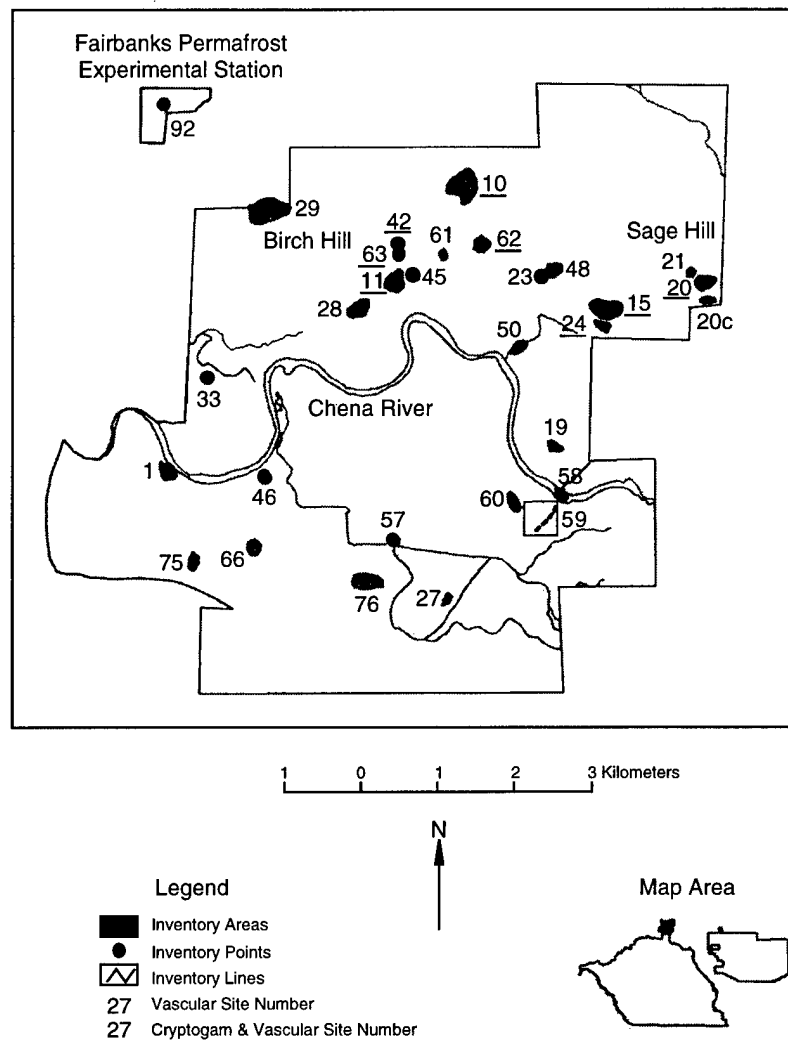 Fairbanks Permafrost
Experimental Station
92
10
29
42
Birch Hill
63
61
62
Sage Hill
21
11
45
23
48
20
28
15
24
20c
50
33
Chena River
19
1
46
58
60
59
57
66
75
76
27
1 0 1 2 3 Kilometers
N
Legend
Map Area
Inventory Areas
Inventory Points
Inventory Lines
27 Vascular Site Number
27 Cryptogam & Vascular Site Number